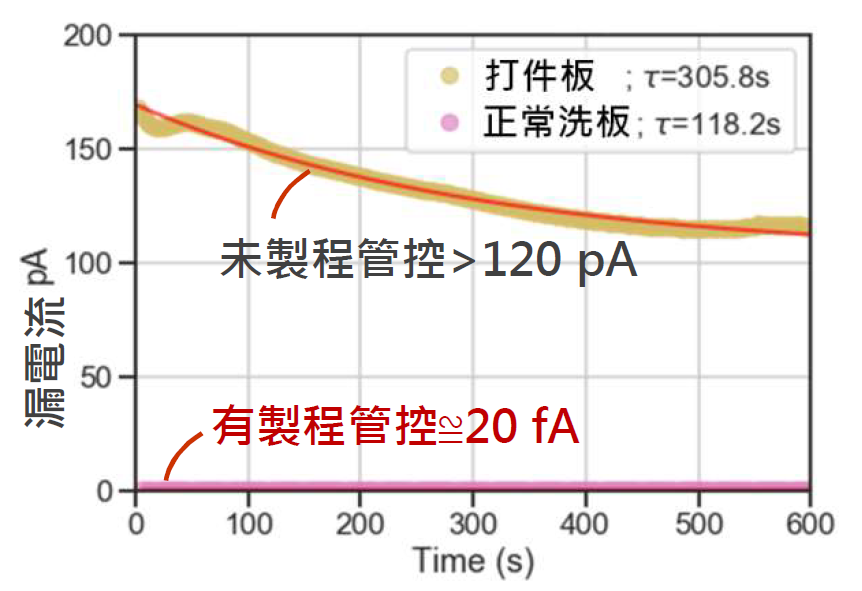 200
150
100
50
0
漏電流 pA
打件板 ; τ=305.8s
正常洗板; τ=118.2s
未製程管控>120 pA
有製程管控≌20 fA
0 100 200 300 400 500 600
Time (s)